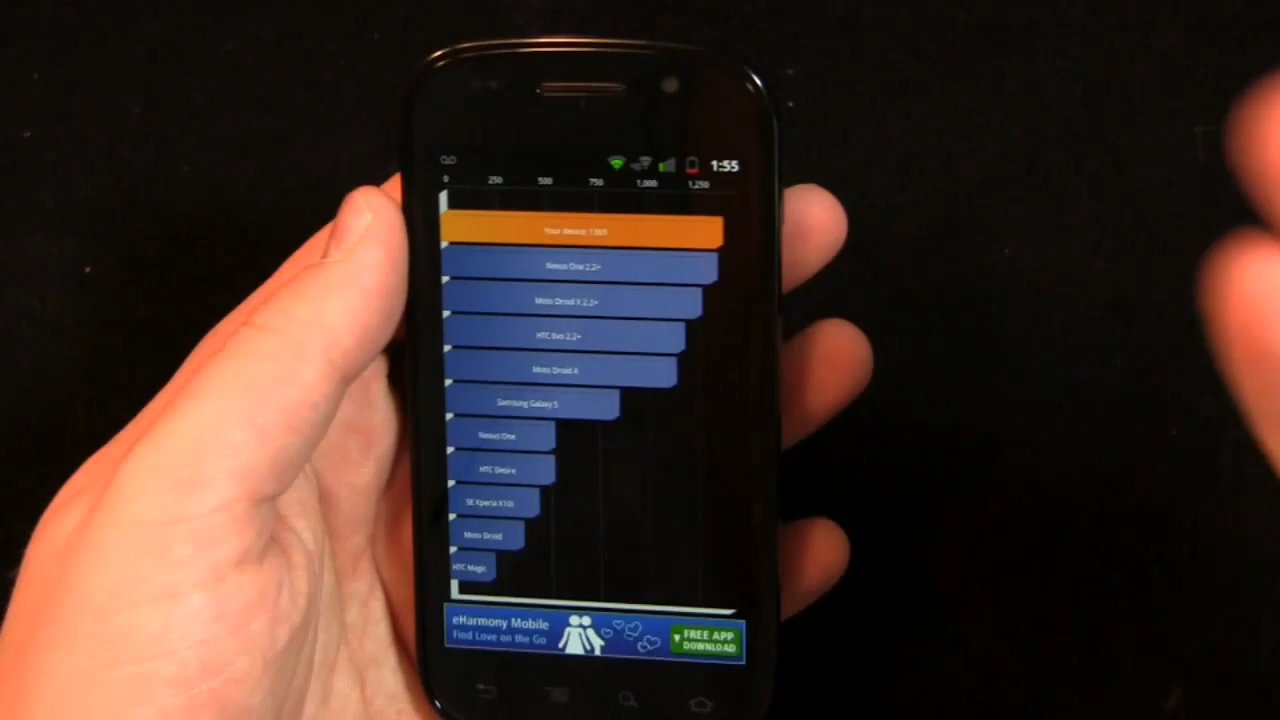 1:55
0 250 500 750 1,000 1,250
Your device: 1369
Nexus One 2.2+
Moto Droid X 2.2+
HTC Evo 2.2+
Moto Droid X
Samsung Galaxy S
Nexus One
HTC Desire
SE Xperia X10i
Moto Droid
HTC Magic
eHarmony Mobile
Find Love on the Go
FREE APP
DOWNLOAD